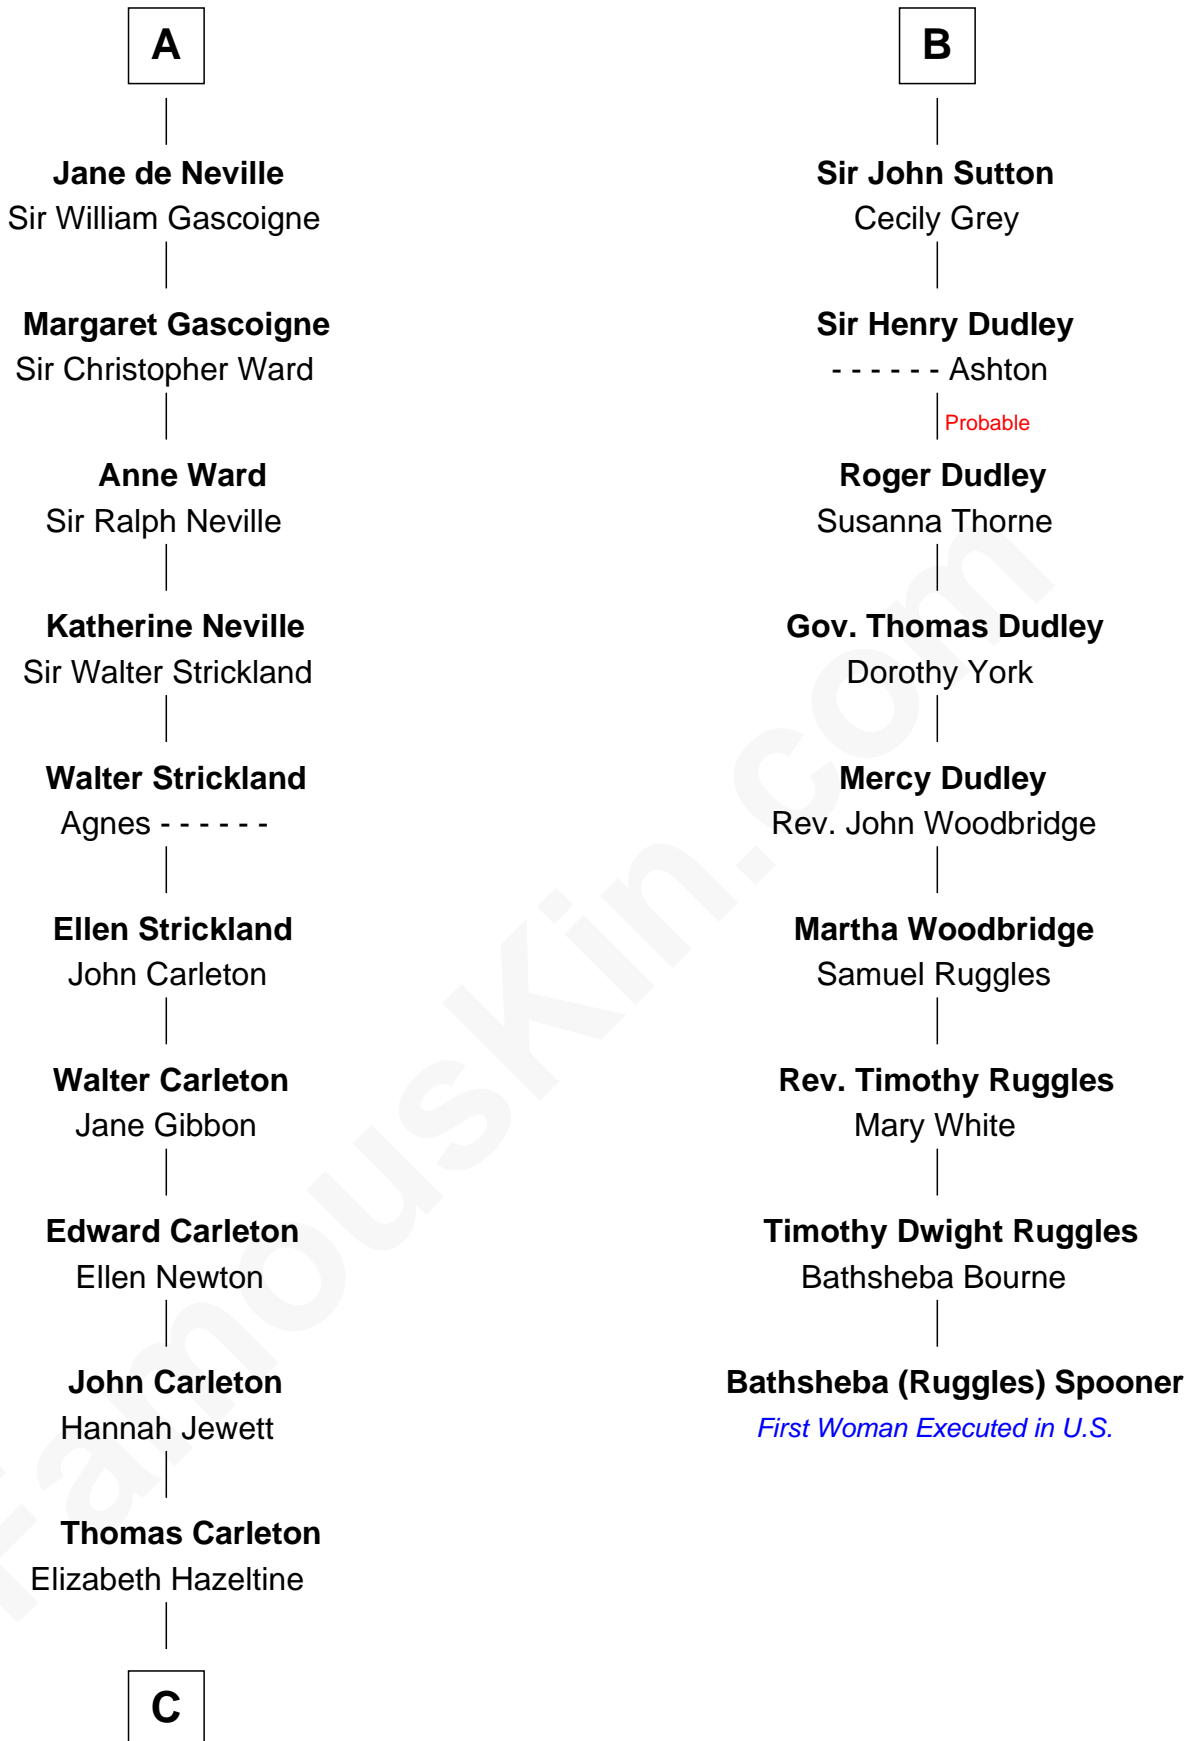 A
Jane de Neville
Sir William Gascoigne
Margaret Gascoigne
Sir Christopher Ward
Anne Ward
Sir Ralph Neville
Katherine Neville
Sir Walter Strickland
Walter Strickland
Agnes - - - - - -
Ellen Strickland
John Carleton
Walter Carleton
Jane Gibbon
Edward Carleton
Ellen Newton
John Carleton
Hannah Jewett
Thomas Carleton
Elizabeth Hazeltine
C
B
Sir John Sutton
Cecily Grey
Sir Henry Dudley
- - - - - - Ashton
Probable
Roger Dudley
Susanna Thorne
Gov. Thomas Dudley
Dorothy York
Mercy Dudley
Rev. John Woodbridge
Martha Woodbridge
Samuel Ruggles
Rev. Timothy Ruggles
Mary White
Timothy Dwight Ruggles
Bathsheba Bourne
Bathsheba (Ruggles) Spooner
First Woman Executed in U.S.
FamousKin.com